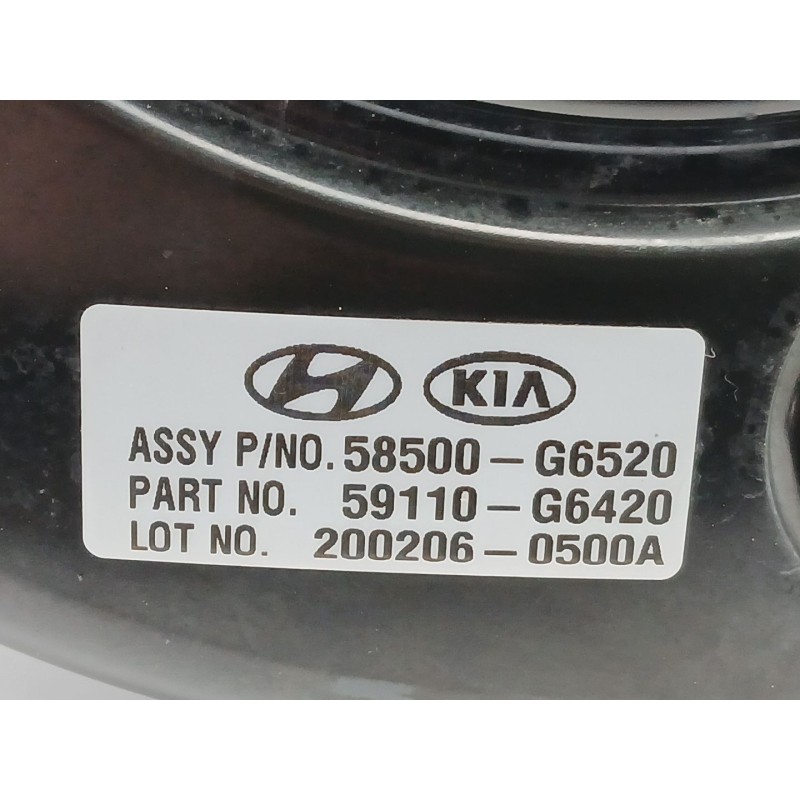 KIA
ASSY P/NO. 58500-G6520
PART NO. 59110-G6420
LOT NO. 200206-0500A